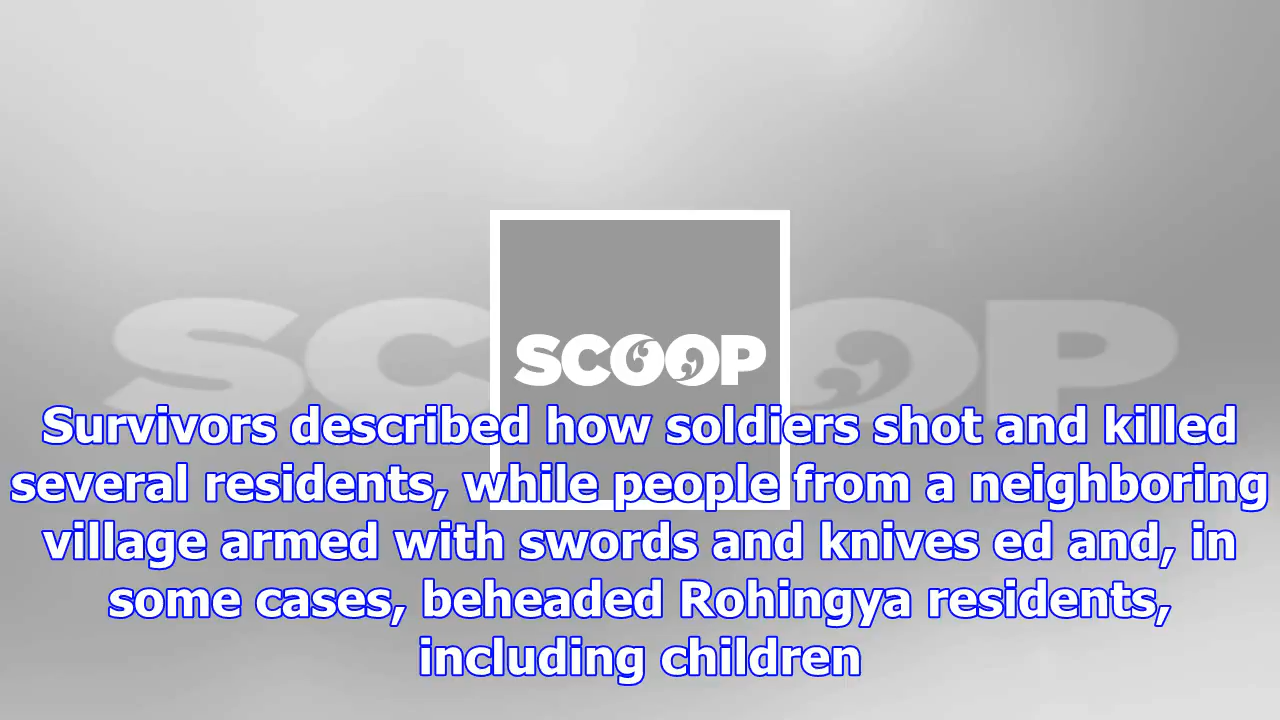 SCOOP
SCOOP
Survivors described how soldiers shot and killed
several residents, while people from a neighboring
village armed with swords and knives ed and, in
some cases, beheaded Rohingya residents,
including children